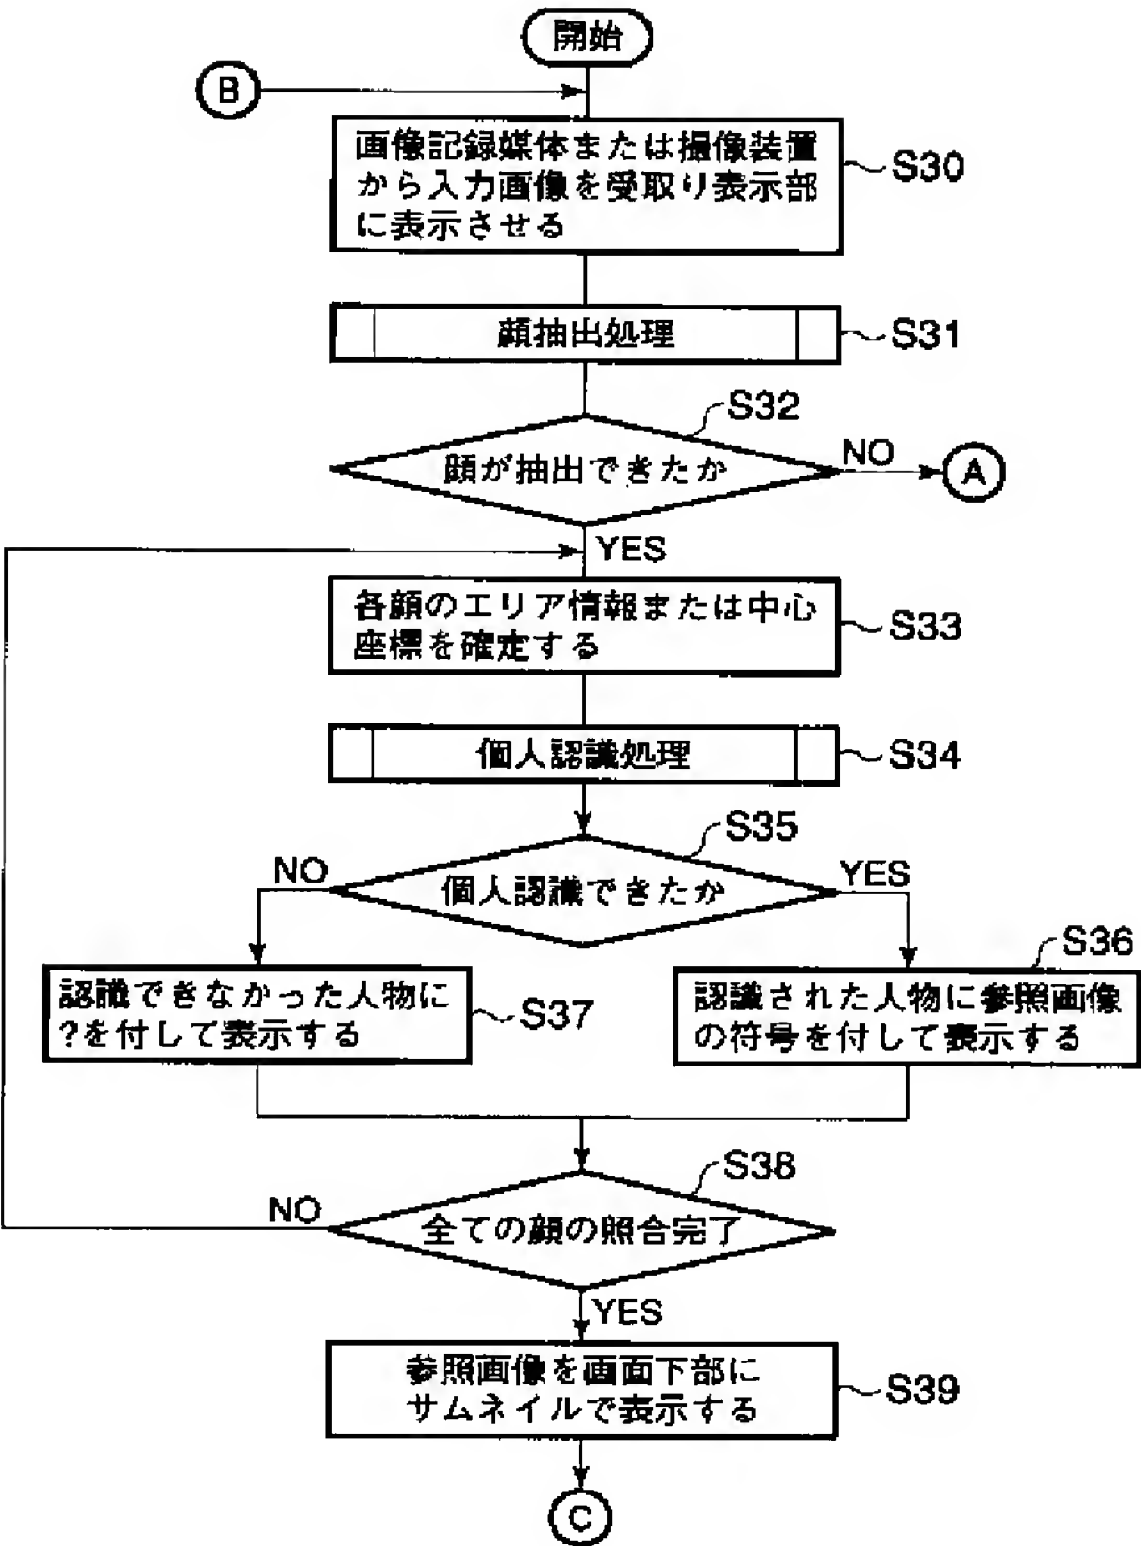 開始
B
画像記録媒体または撮像装置
から入力画像を受取り表示部
に表示させる
S30
顔抽出処理
S31
S32
顔が抽出できたか
NO
A
YES
各顔のエリア情報または中心
座標を確定する
S33
個人認識処理
S34
S35
NO
個人認識できたか
YES
S36
認識できなかった人物に
?を付して表示する
S37
認識された人物に参照画像
の符号を付して表示する
S38
NO
全ての顔の照合完了
YES
参照画像を画面下部に
サムネイルで表示する
S39
C